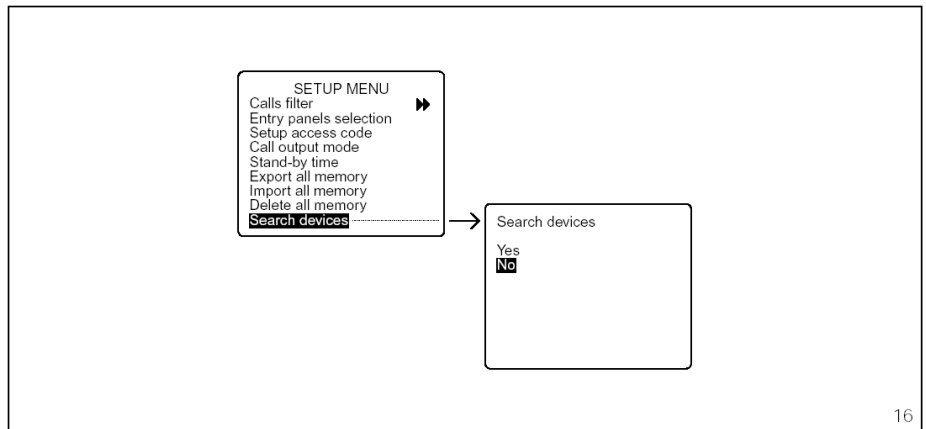 SETUP MENU
Calls filter
Entry panels selection
Setup access code
Call output mode
Stand-by time
Export all memory
Import all memory
Delete all memory
Search devices
Search devices
Yes
No
16